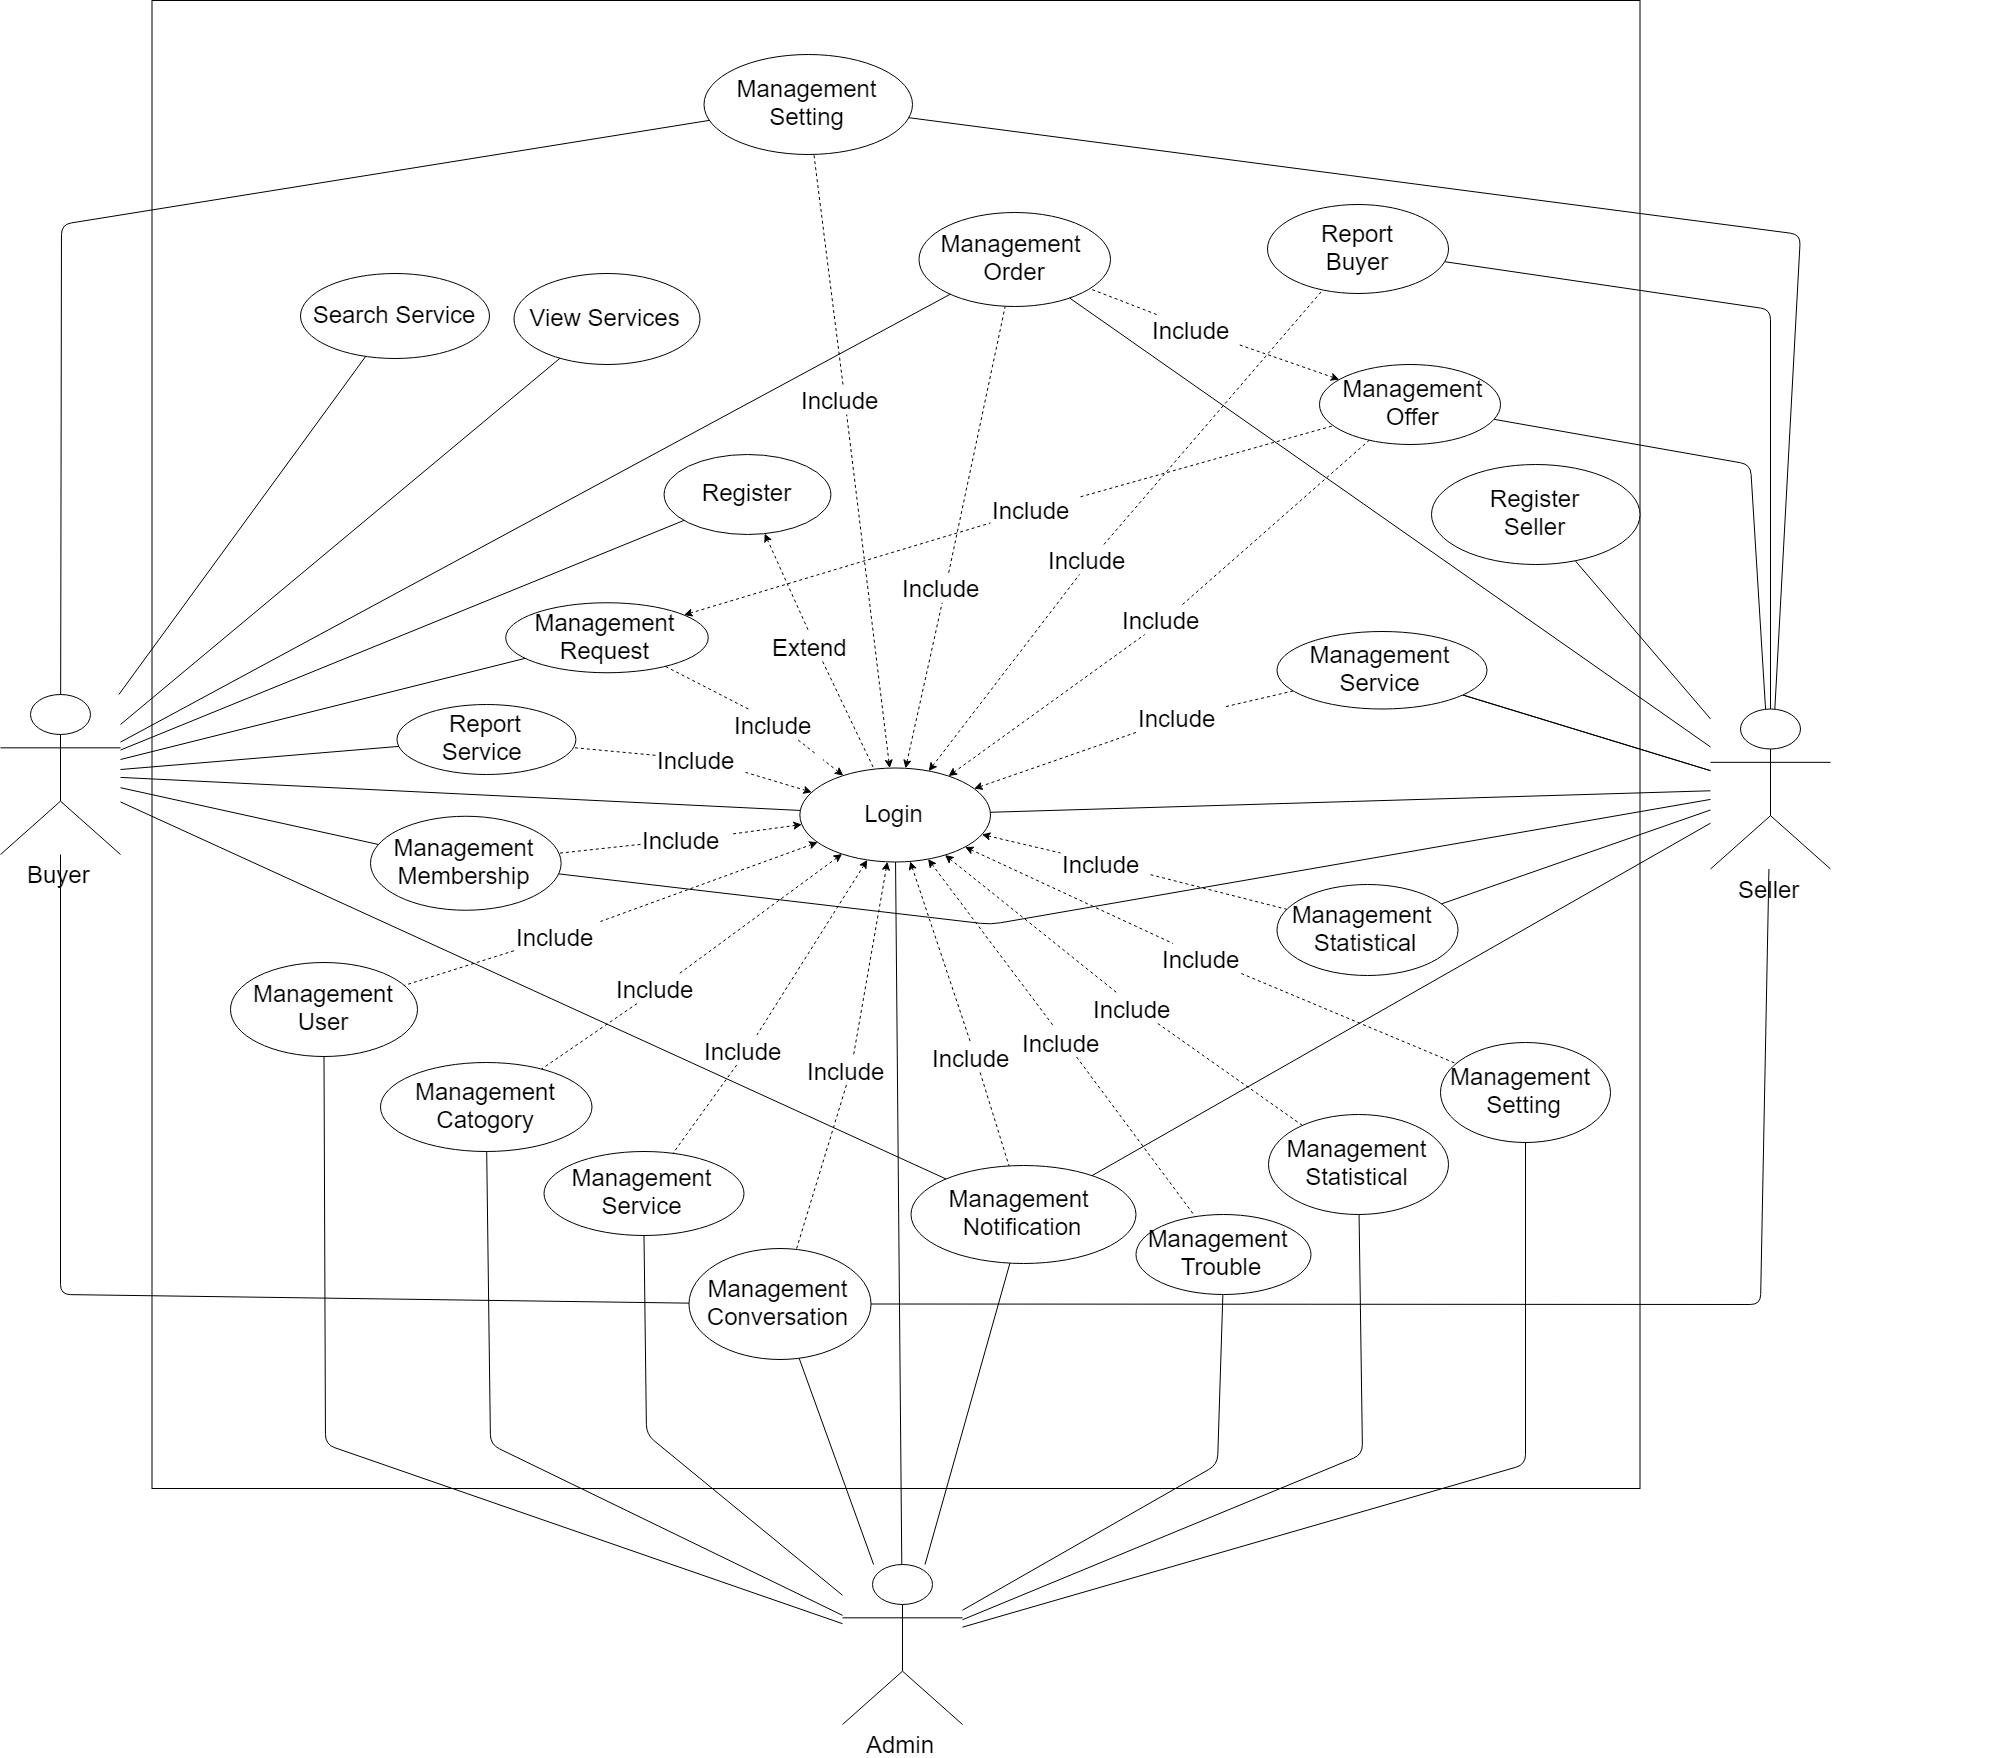 Management
Setting
Management
Order
Report
Buyer
Search Service
View Services
Include
Management
Offer
Include
Register
Include
Register
Seller
Include
Include
Include
Management
Request
Extend
Management
Service
Include
Include
Report
Service
Include
Login
Include
Management
Membership
Include
Buyer
Seller
Management
Statistical
Include
Include
Management
User
Include
Include
Include
Include
Include
Include
Management
Catogory
Management
Setting
Management
Service
Management
Statistical
Management
Notification
Management
Trouble
Management
Conversation
Admin